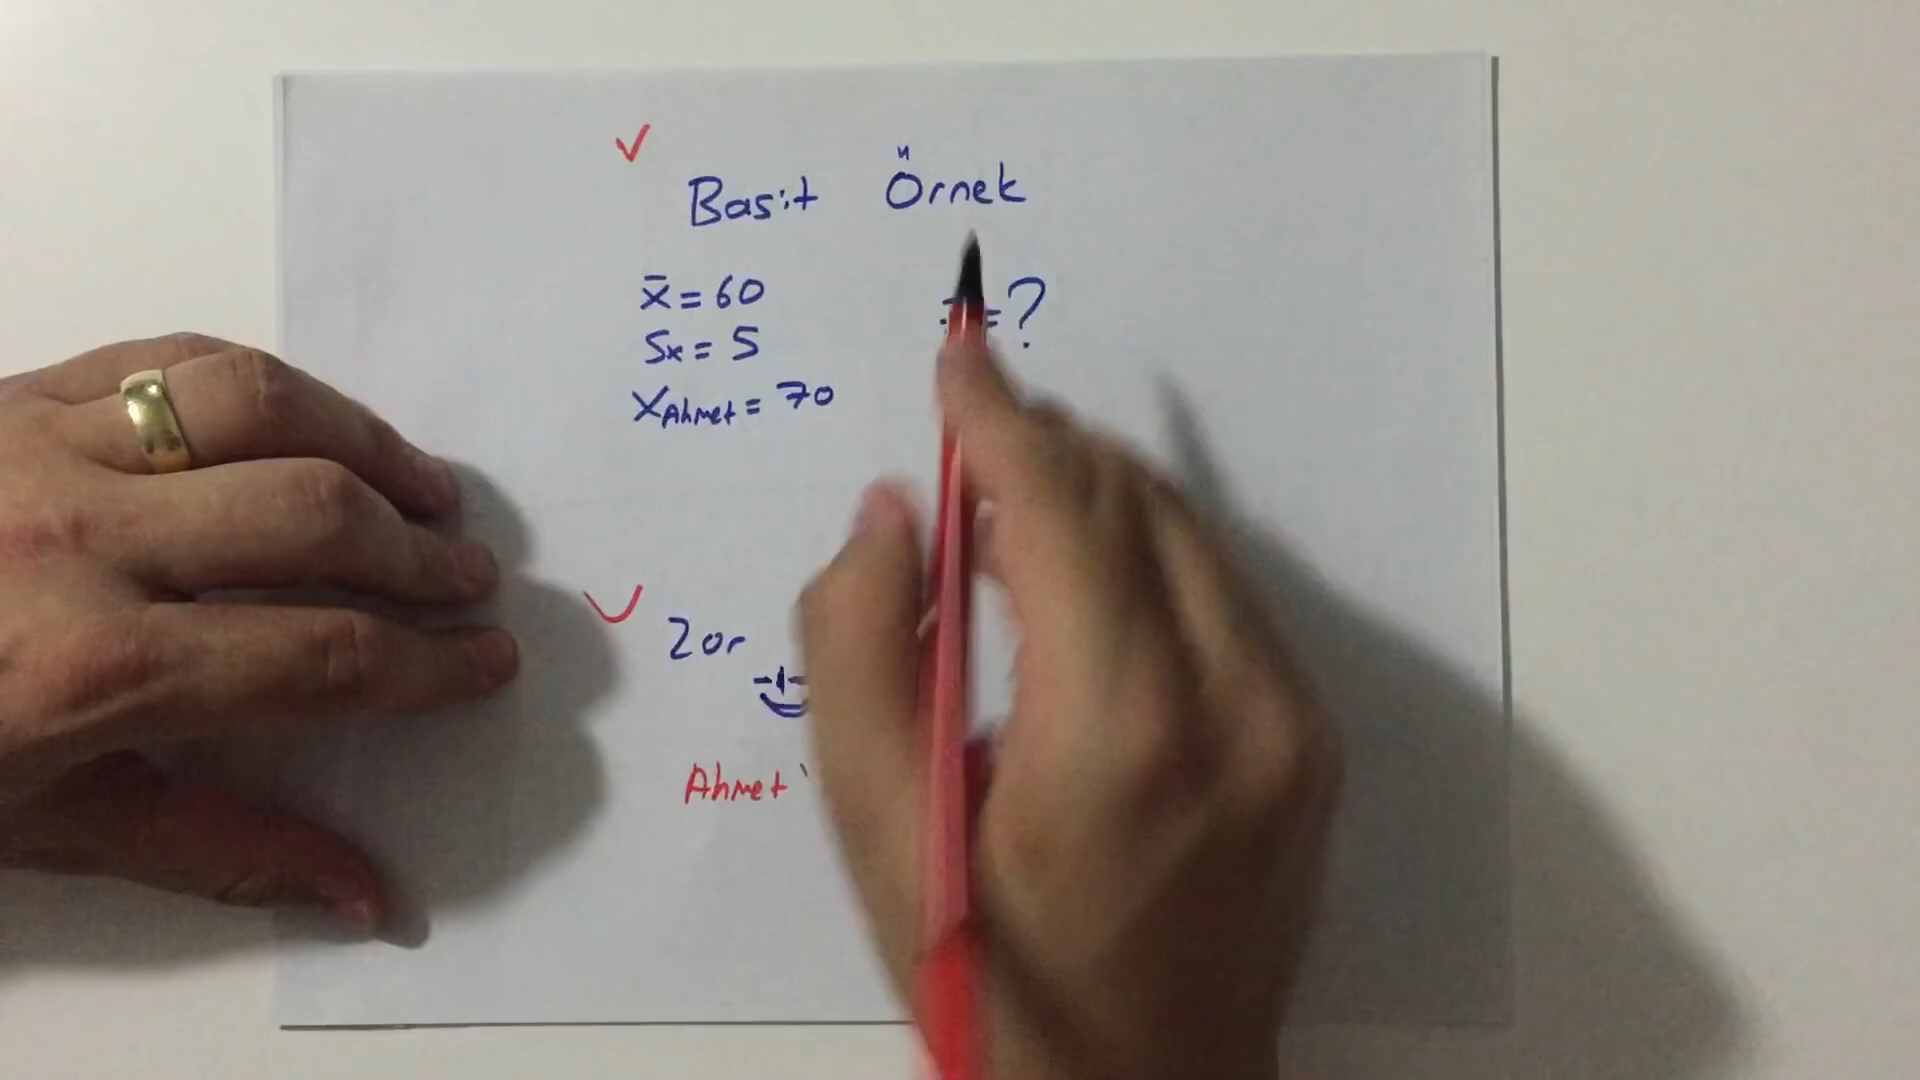 Basit Örnek
x̄ = 60
= ?
Sx = 5
XAhmet = 70
Zor
Ahmet '